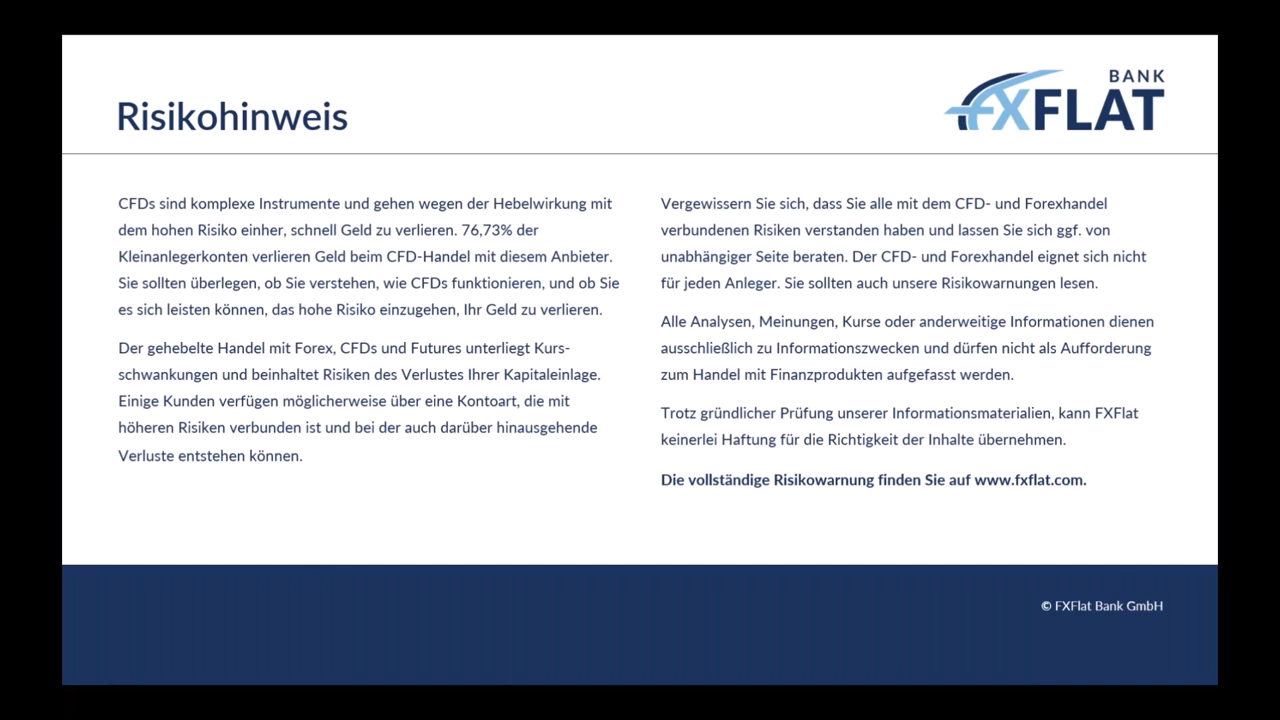 Risikohinweis
BANK
FXFLAT
CFDs sind komplexe Instrumente und gehen wegen der Hebelwirkung mit
dem hohen Risiko einher, schnell Geld zu verlieren. 76,73% der
Kleinanlegerkonten verlieren Geld beim CFD-Handel mit diesem Anbieter.
Sie sollten überlegen, ob Sie verstehen, wie CFDs funktionieren, und ob Sie
es sich leisten können, das hohe Risiko einzugehen, Ihr Geld zu verlieren.
Der gehebelte Handel mit Forex, CFDs und Futures unterliegt Kurs-
schwankungen und beinhaltet Risiken des Verlustes Ihrer Kapitaleinlage.
Einige Kunden verfügen möglicherweise über eine Kontoart, die mit
höheren Risiken verbunden ist und bei der auch darüber hinausgehende
Verluste entstehen können.
Vergewissern Sie sich, dass Sie alle mit dem CFD- und Forexhandel
verbundenen Risiken verstanden haben und lassen Sie sich ggf. von
unabhängiger Seite beraten. Der CFD- und Forexhandel eignet sich nicht
für jeden Anleger. Sie sollten auch unsere Risikowarnungen lesen.
Alle Analysen, Meinungen, Kurse oder anderweitige Informationen dienen
ausschließlich zu Informationszwecken und dürfen nicht als Aufforderung
zum Handel mit Finanzprodukten aufgefasst werden.
Trotz gründlicher Prüfung unserer Informationsmaterialien, kann FXFlat
keinerlei Haftung für die Richtigkeit der Inhalte übernehmen.
Die vollständige Risikowarnung finden Sie auf www.fxflat.com.
© FXFlat Bank GmbH